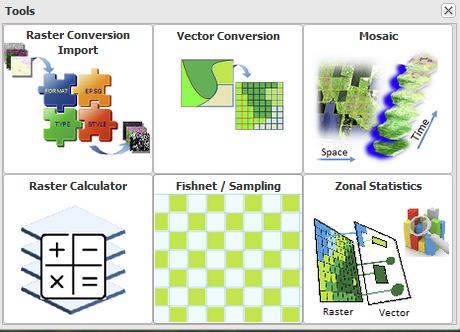 Tools
Raster Conversion
Import
FORMAT
EPSG
TYPE
STYLE
Vector Conversion
Mosaic
Space
Time
Raster Calculator
Fishnet / Sampling
Zonal Statistics
Raster
Vector